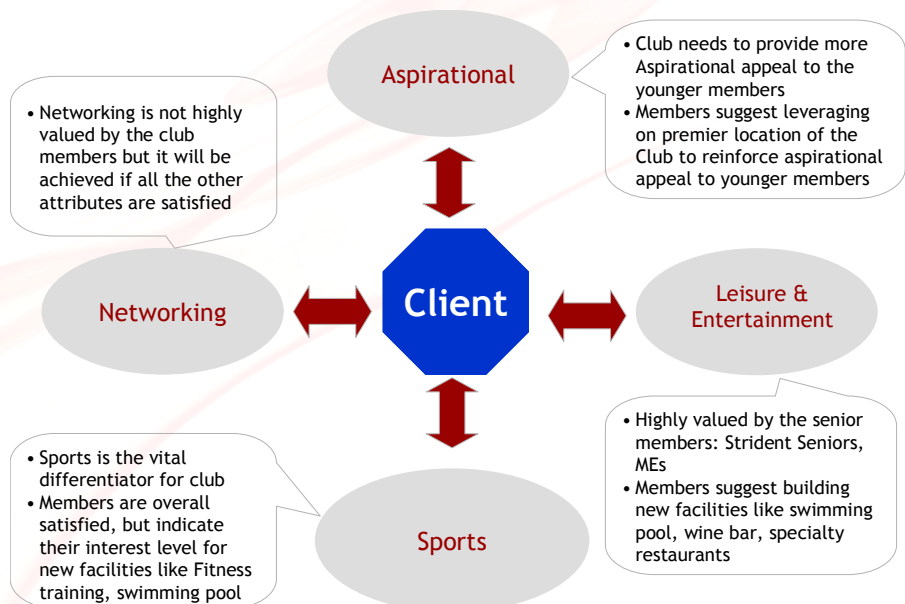 Aspirational
• Club needs to provide more
Aspirational appeal to the
younger members
• Members suggest leveraging
on premier location of the
Club to reinforce aspirational
appeal to younger members
• Networking is not highly
valued by the club
members but it will be
achieved if all the other
attributes are satisfied
Networking
Client
Leisure &
Entertainment
• Highly valued by the senior
members: Strident Seniors,
MEs
• Members suggest building
new facilities like swimming
pool, wine bar, specialty
restaurants
• Sports is the vital
differentiator for club
• Members are overall
satisfied, but indicate
their interest level for
new facilities like Fitness
training, swimming pool
Sports